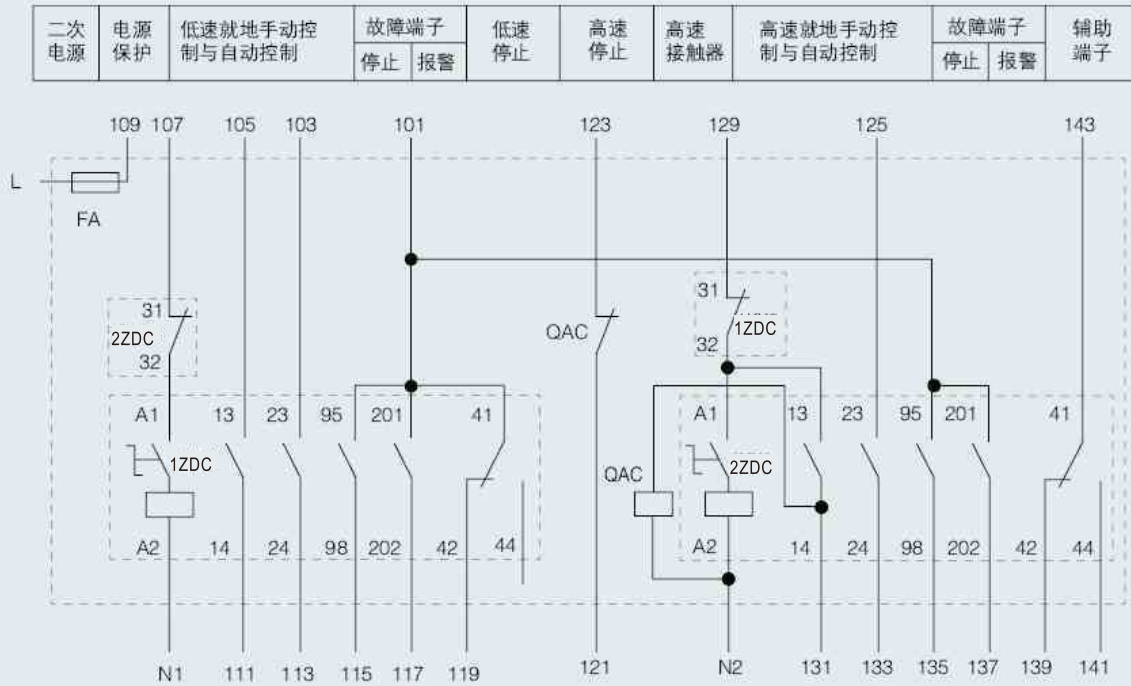 二次
电源
电源
保护
低速就地手动控
制与自动控制
故障端子
停止
报警
低速
停止
高速
停止
高速
接触器
高速就地手动控
制与自动控制
故障端子
停止
报警
辅助
端子
109 107 105 103 101 123 129 125 143
L
FA
31
2ZDC
32
QAC
31
1ZDC
32
A1 13 23 95 201 41 A1 13 23 95 201 41
1ZDC
QAC
2ZDC
A2 14 24 98 202 42 44 A2 14 24 98 202 42 44
N1 111 113 115 117 119 121 N2 131 133 135 137 139 141